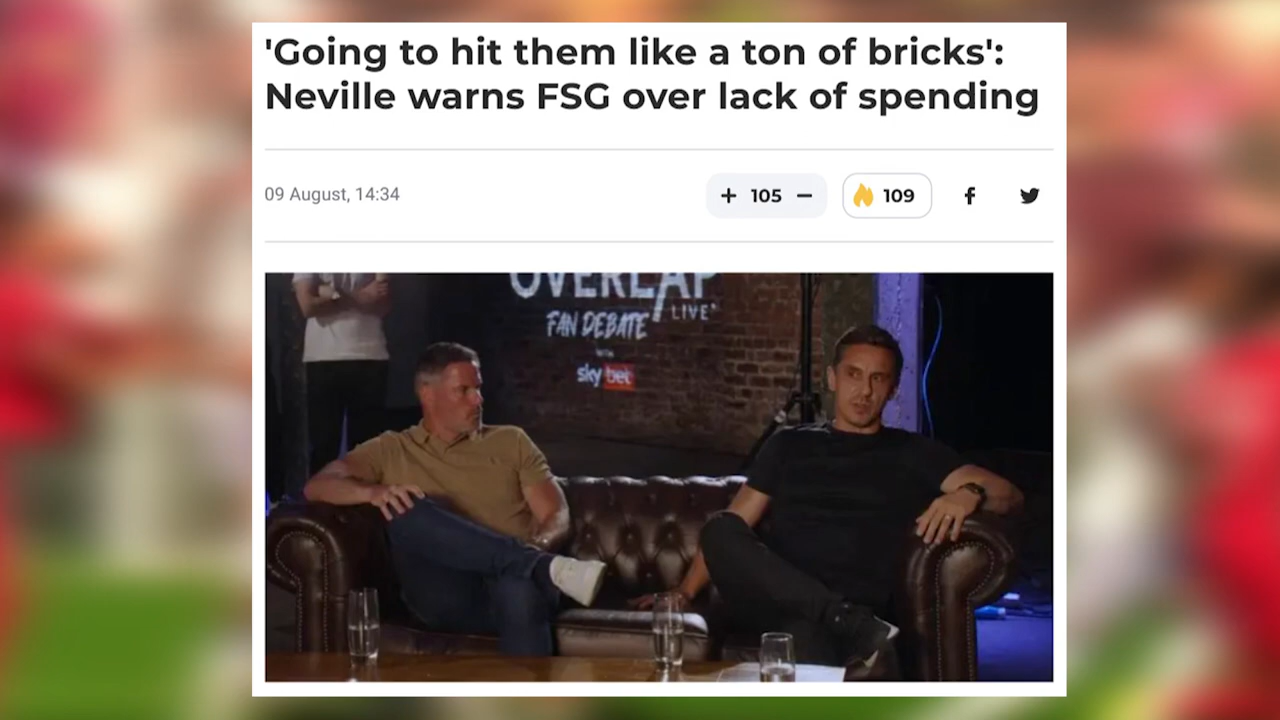 'Going to hit them like a ton of bricks':
Neville warns FSG over lack of spending
09 August, 14:34
+ 105 −
109
OVERLAP
LIVE
FAN DEBATE
WITH
sky bet